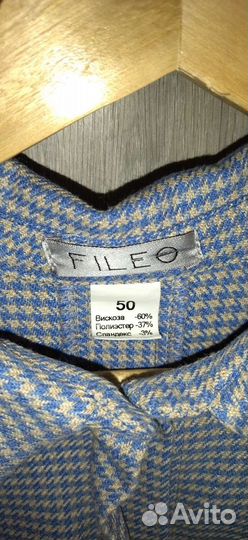 FILEO
50
Вискоза -60%
Полиэстер -37%
Спандекс -3%
Avito